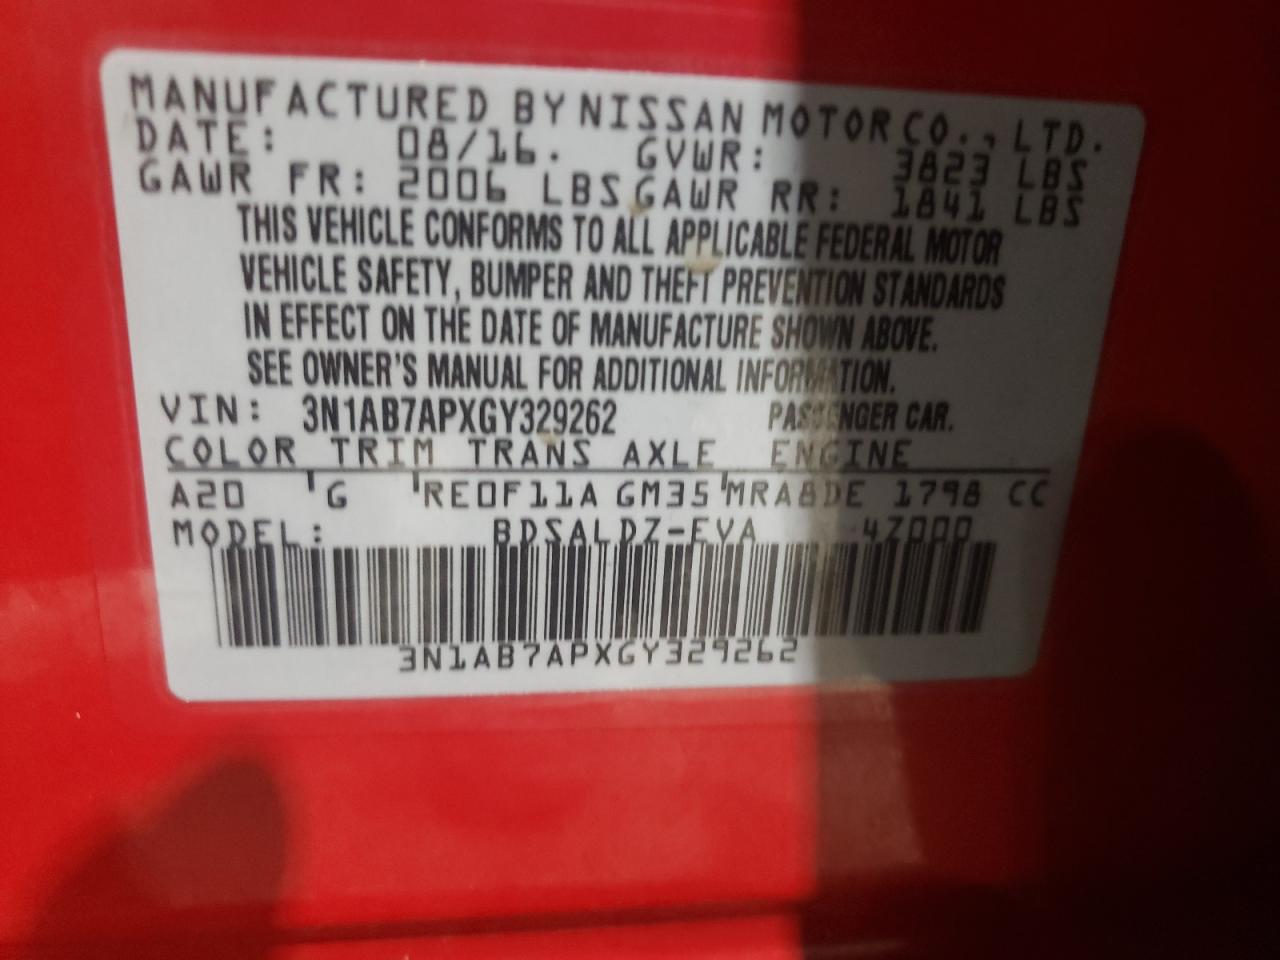 MANUFACTURED BY NISSAN MOTOR CO., LTD.
DATE: 08/16. GVWR: 3823 LBS
GAWR FR: 2006 LBS GAWR RR: 1841 LBS
THIS VEHICLE CONFORMS TO ALL APPLICABLE FEDERAL MOTOR
VEHICLE SAFETY, BUMPER AND THEFT PREVENTION STANDARDS
IN EFFECT ON THE DATE OF MANUFACTURE SHOWN ABOVE.
SEE OWNER'S MANUAL FOR ADDITIONAL INFORMATION.
VIN: 3N1AB7APXGY329262 PASSENGER CAR.
COLOR TRIM TRANS AXLE ENGINE
A20 G RE0F11A GM35 MRA8DE 1798 CC
MODEL: BDSALDZ-EVA 4Z000
3N1AB7APXGY329262